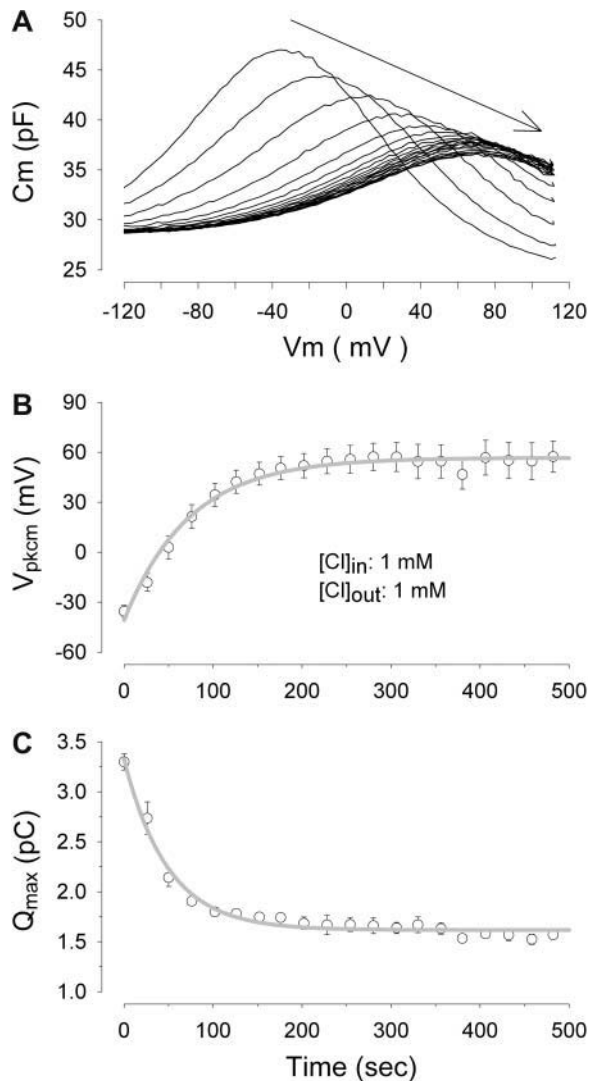 A
50
45
40
35
30
25
Cm (pF)
-120 -80 -40 0 40 80 120
Vm ( mV )
B
90
60
30
0
-30
-60
V pkcm (mV)
[Cl]in: 1 mM
[Cl]out: 1 mM
0 100 200 300 400 500
C
3.5
3.0
2.5
2.0
1.5
1.0
Q max (pC)
0 100 200 300 400 500
Time (sec)